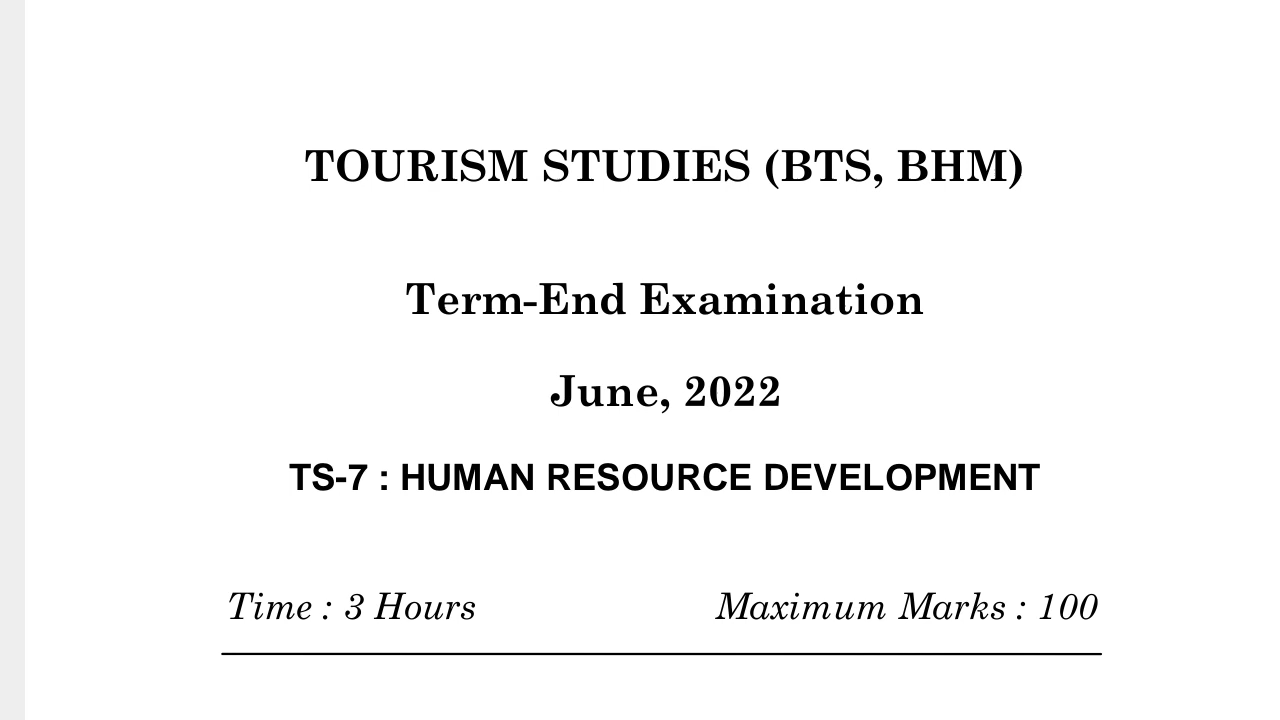 TOURISM STUDIES (BTS, BHM)
Term-End Examination
June, 2022
TS-7 : HUMAN RESOURCE DEVELOPMENT
Time : 3 Hours Maximum Marks : 100